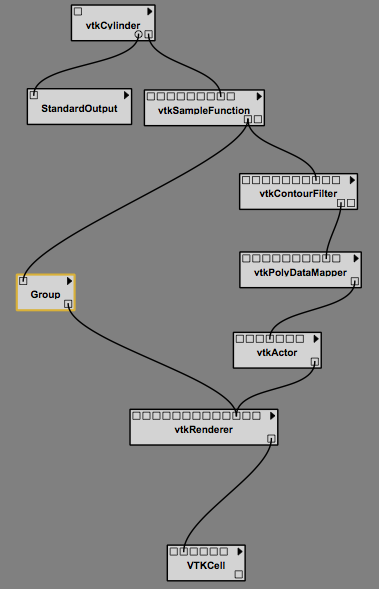 vtkCylinder
StandardOutput
vtkSampleFunction
vtkContourFilter
vtkPolyDataMapper
Group
vtkActor
vtkRenderer
VTKCell